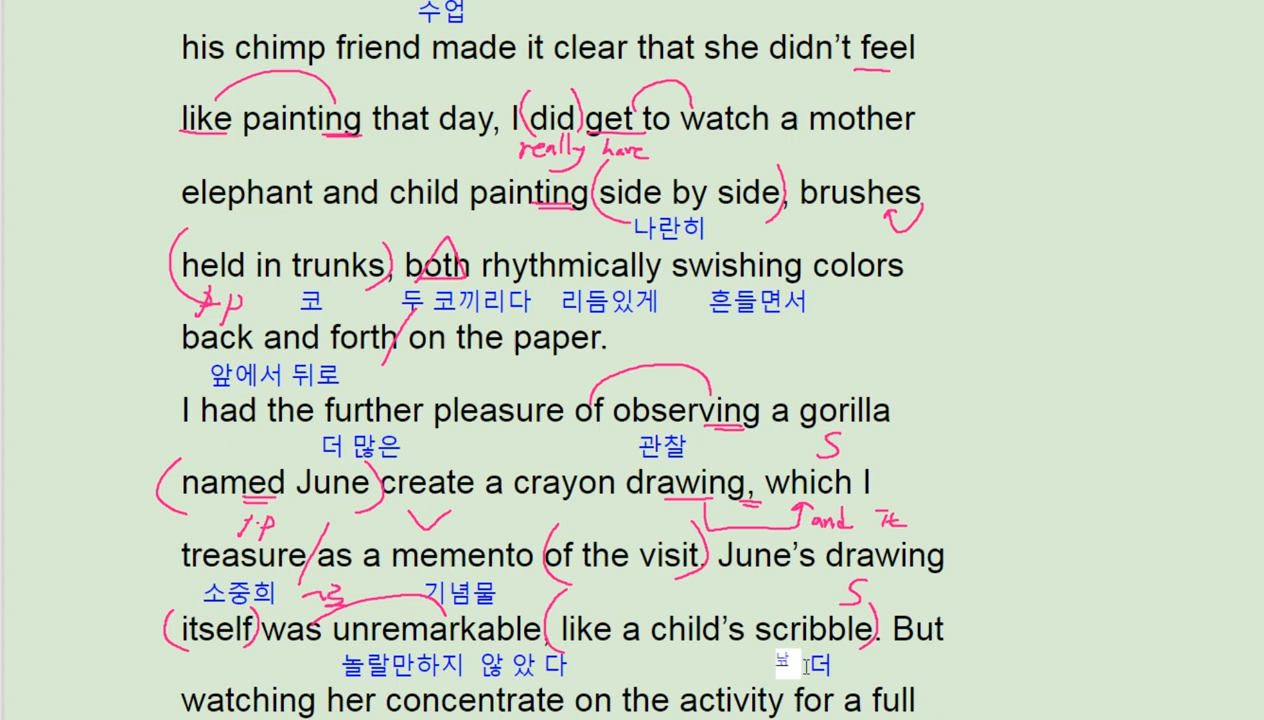 수업
his chimp friend made it clear that she didn't feel
like painting that day, I (did) get to watch a mother
really have
elephant and child painting (side by side), brushes
나란히
(held in trunks), both rhythmically swishing colors
p.p 코 두 코끼리다 리듬있게 흔들면서
back and forth / on the paper.
앞에서 뒤로
I had the further pleasure of observing a gorilla
더 많은 관찰 S
(named June) create a crayon drawing, which I
p.p and it
treasure / as a memento (of the visit). June's drawing
소중희 ~로 기념물 S
(itself) was unremarkable, (like a child's scribble). But
놀랄만하지 않 았 다 더
watching her concentrate on the activity for a full